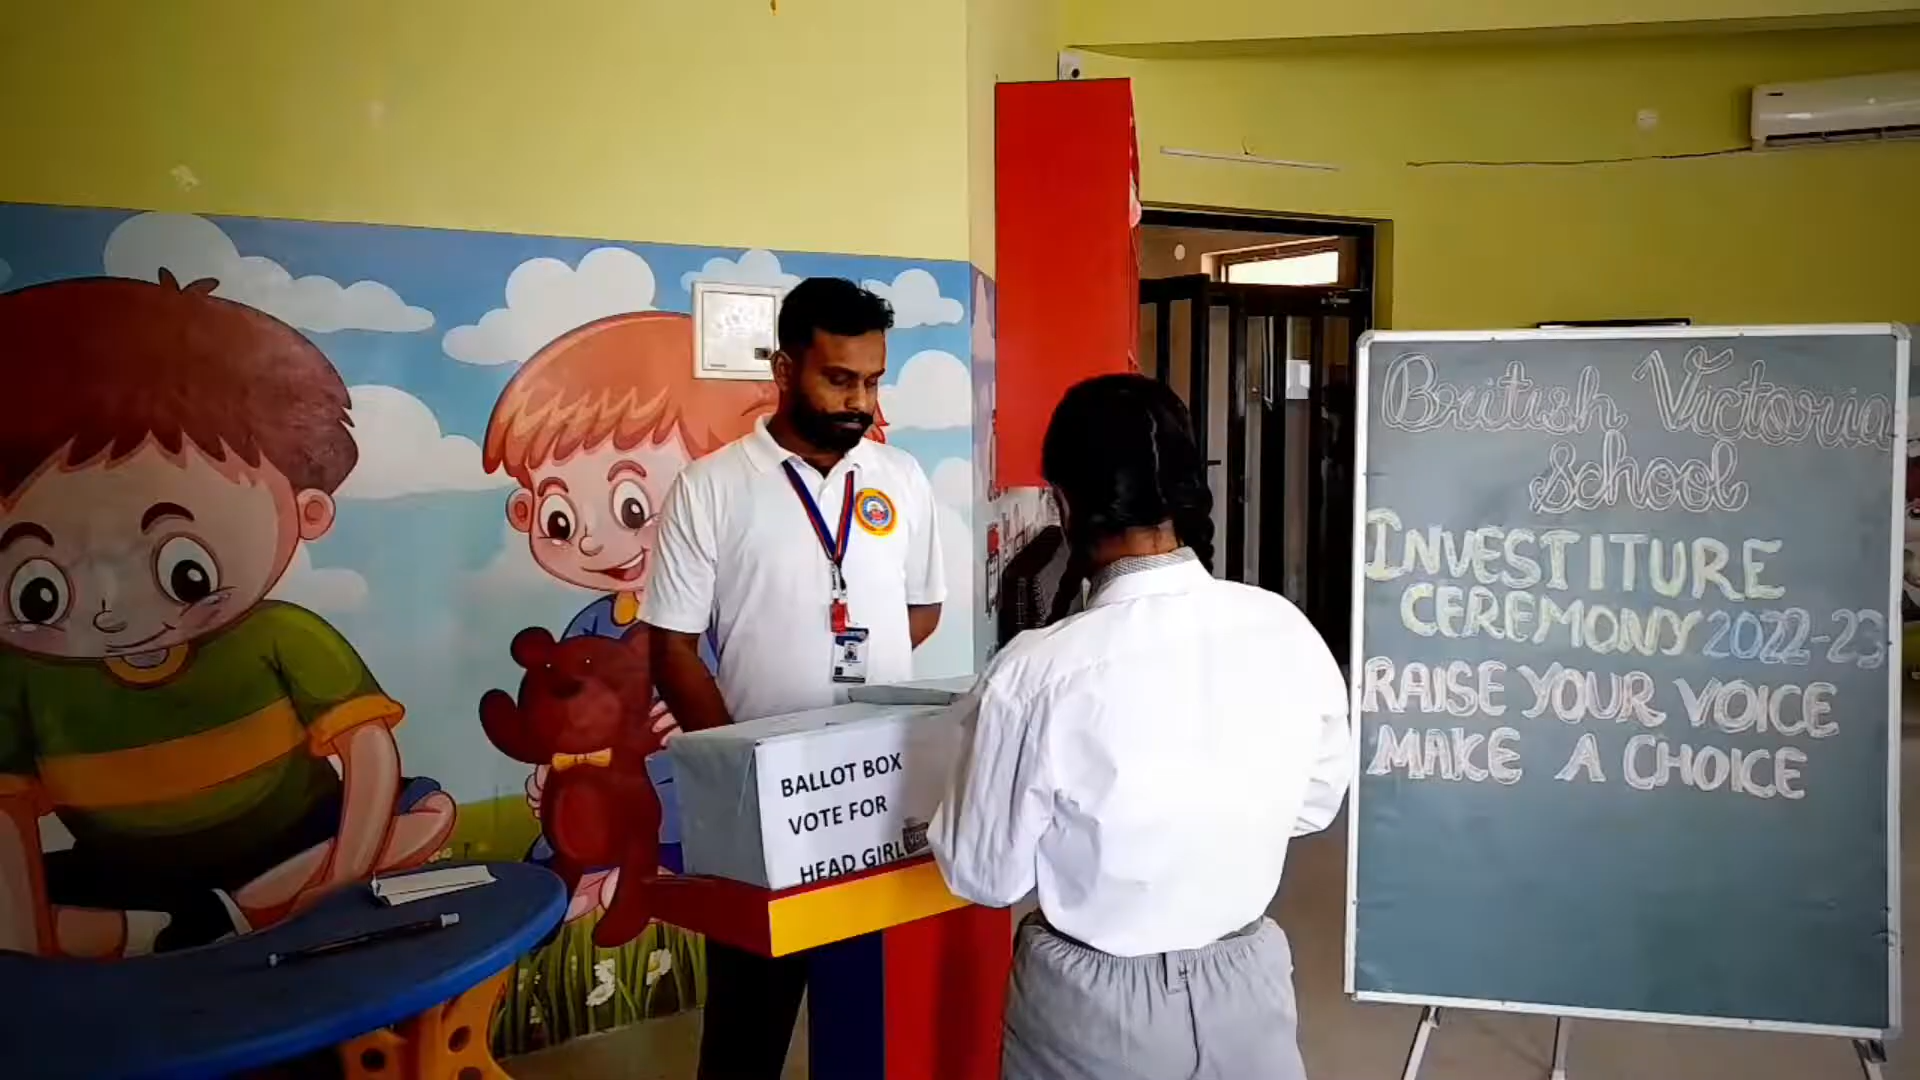 BALLOT BOX
VOTE FOR
HEAD GIRL
British Victoria
School
INVESTITURE
CEREMONY 2022-23
RAISE YOUR VOICE
MAKE A CHOICE